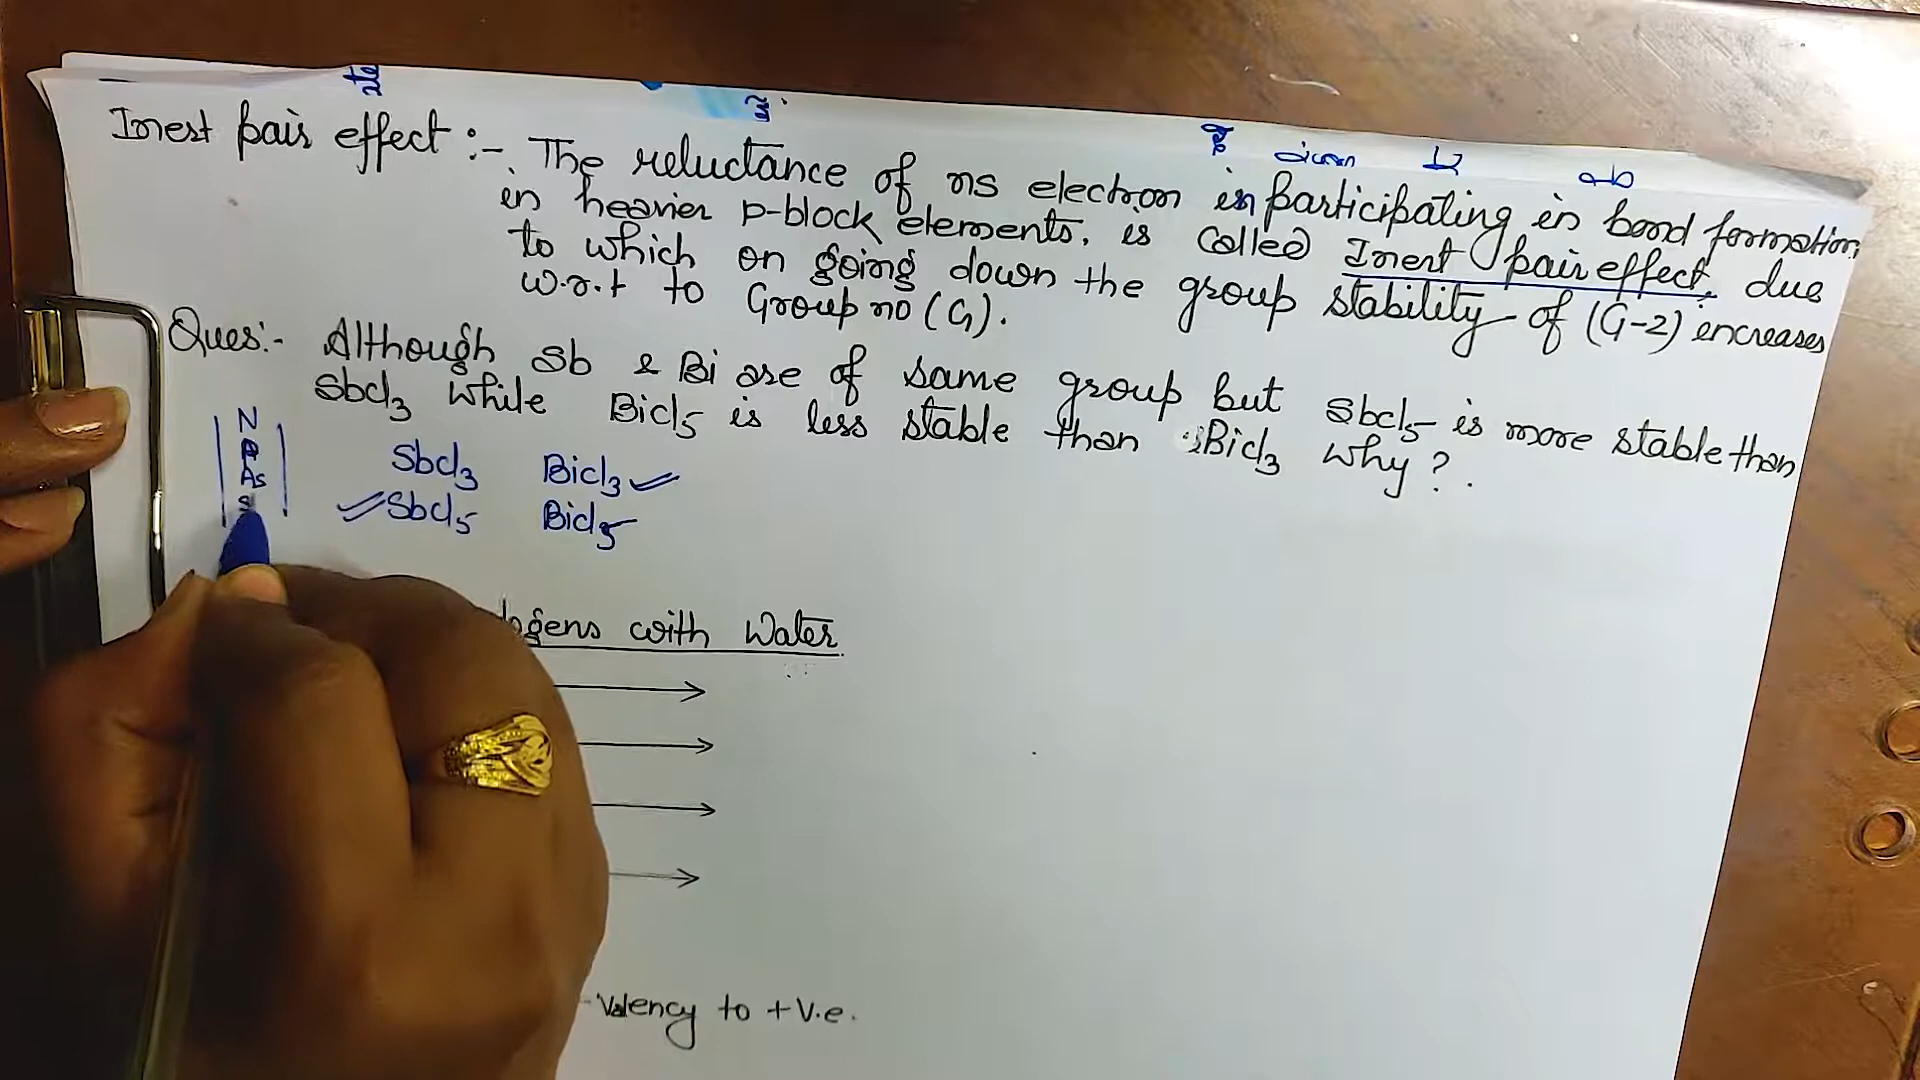 Inert pair effect :- The reluctance of ns electron in participating in bond formation
in heavier p-block elements, is called Inert pair effect, due
to which on going down the group stability of (G-2) increases
w.r.t to Group no (G).
Ques:- Although Sb & Bi are of same group but SbCl5 is more stable than
SbCl3 while BiCl5 is less stable than BiCl3 why?
N
P
As
S
SbCl3 BiCl3 ✓
✓ SbCl5 BiCl5
with Water
Valency to +V.e.